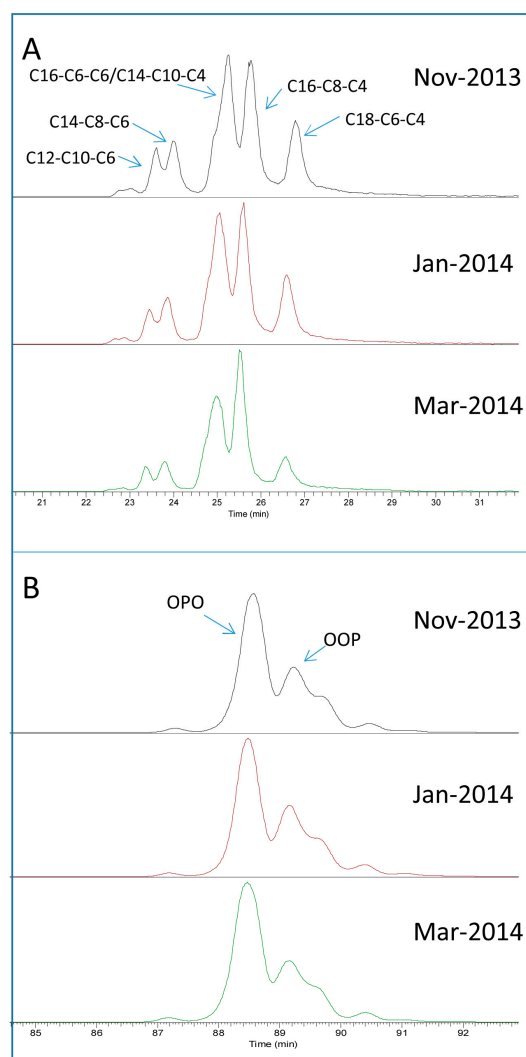 A
Nov-2013
C16-C6-C6/C14-C10-C4
C16-C8-C4
C14-C8-C6
C18-C6-C4
C12-C10-C6
Jan-2014
Mar-2014
21 22 23 24 25 26 27 28 29 30 31
Time (min)
B
Nov-2013
OPO
OOP
Jan-2014
Mar-2014
85 86 87 88 89 90 91 92
Time (min)